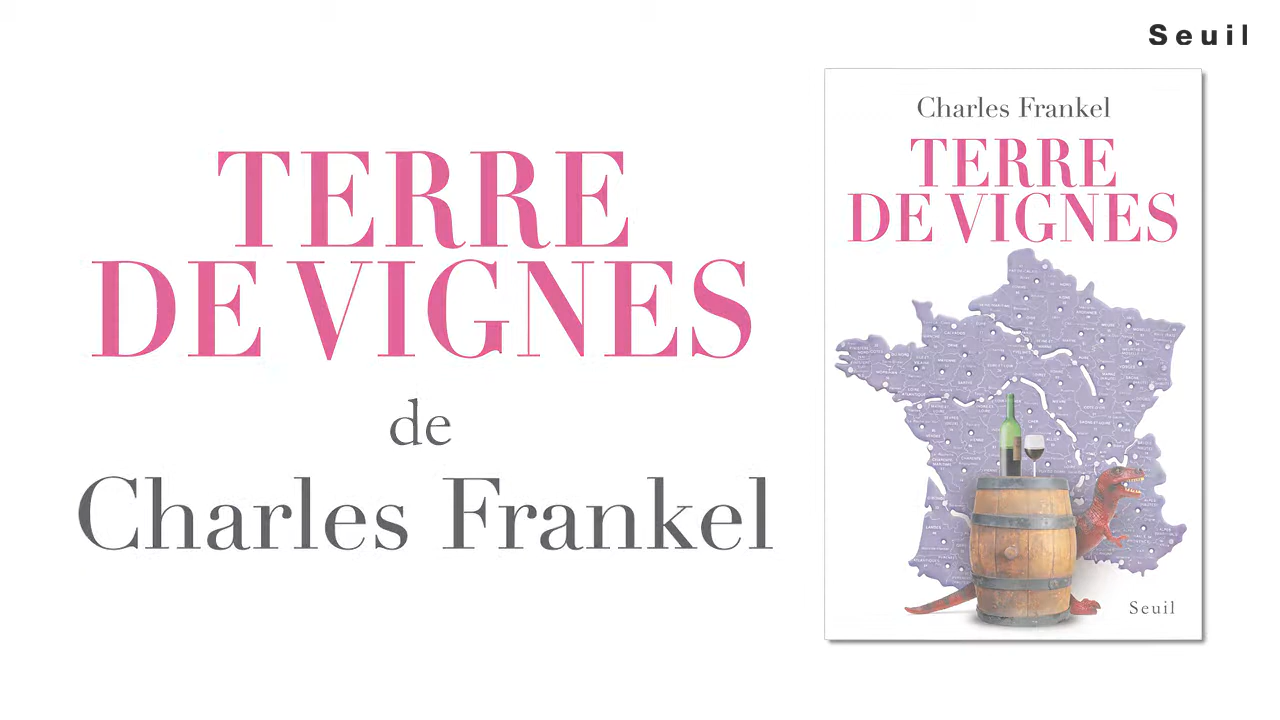 Seuil
TERRE
DE VIGNES
de
Charles Frankel
Charles Frankel
TERRE
DE VIGNES
Seuil